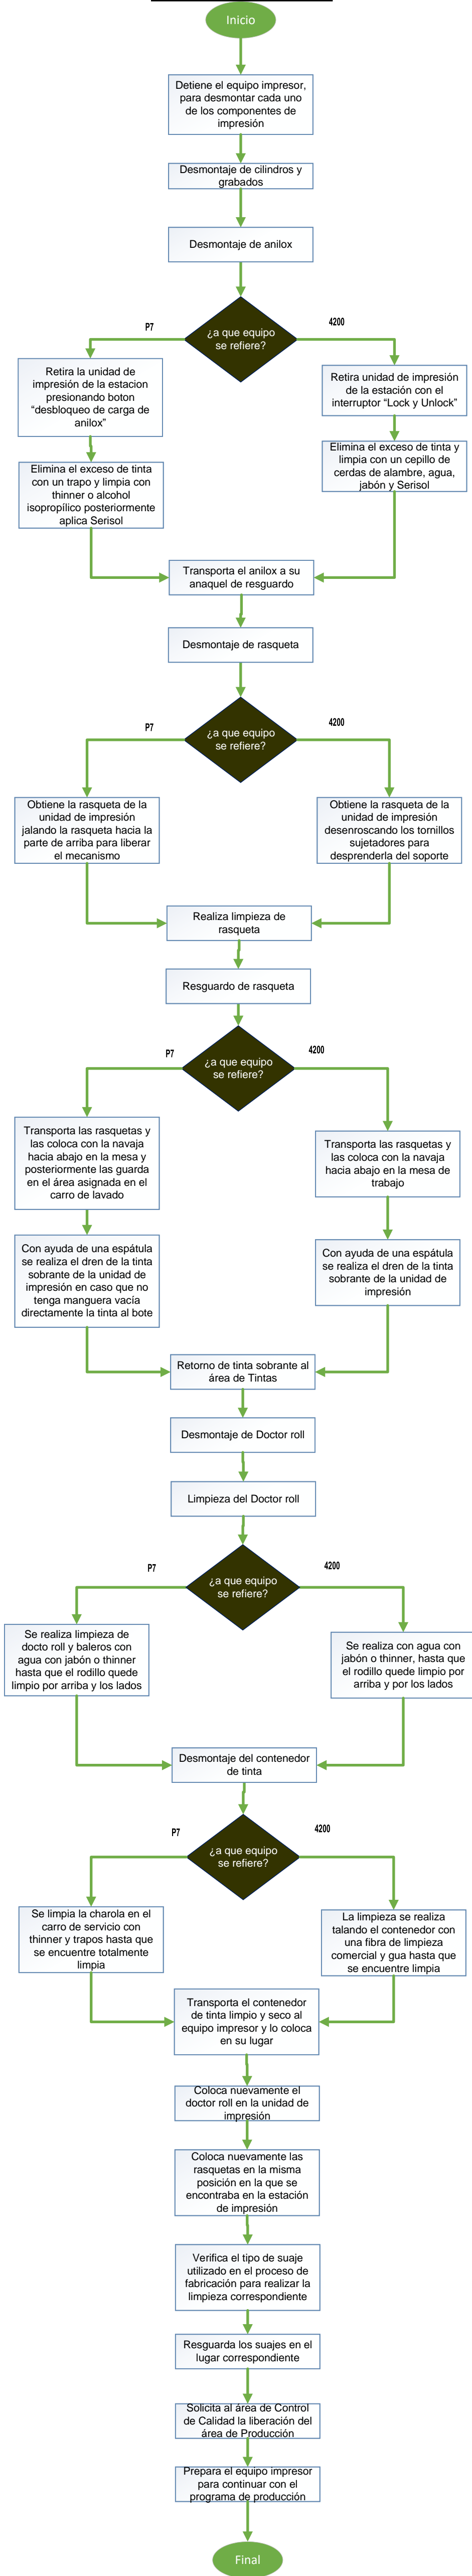 Inicio
Detiene el equipo impresor,
para desmontar cada uno
de los componentes de
impresión
Desmontaje de cilindros y
grabados
Desmontaje de anilox
P7
¿a que equipo
se refiere?
4200
Retira la unidad de
impresión de la estacion
presionando boton
“desbloqueo de carga de
anilox”
Retira unidad de impresión
de la estación con el
interruptor “Lock y Unlock”
Elimina el exceso de tinta
con un trapo y limpia con
thinner o alcohol
isopropílico posteriormente
aplica Serisol
Elimina el exceso de tinta y
limpia con un cepillo de
cerdas de alambre, agua,
jabón y Serisol
Transporta el anilox a su
anaquel de resguardo
Desmontaje de rasqueta
P7
¿a que equipo
se refiere?
4200
Obtiene la rasqueta de la
unidad de impresión
jalando la rasqueta hacia la
parte de arriba para liberar
el mecanismo
Obtiene la rasqueta de la
unidad de impresión
desenroscando los tornillos
sujetadores para
desprenderla del soporte
Realiza limpieza de
rasqueta
Resguardo de rasqueta
P7
¿a que equipo
se refiere?
4200
Transporta las rasquetas y
las coloca con la navaja
hacia abajo en la mesa y
posteriormente las guarda
en el área asignada en el
carro de lavado
Transporta las rasquetas y
las coloca con la navaja
hacia abajo en la mesa de
trabajo
Con ayuda de una espátula
se realiza el dren de la tinta
sobrante de la unidad de
impresión en caso que no
tenga manguera vacía
directamente la tinta al bote
Con ayuda de una espátula
se realiza el dren de la tinta
sobrante de la unidad de
impresión
Retorno de tinta sobrante al
área de Tintas
Desmontaje de Doctor roll
Limpieza del Doctor roll
P7
¿a que equipo
se refiere?
4200
Se realiza limpieza de
docto roll y baleros con
agua con jabón o thinner
hasta que el rodillo quede
limpio por arriba y los lados
Se realiza con agua con
jabón o thinner, hasta que
el rodillo quede limpio por
arriba y por los lados
Desmontaje del contenedor
de tinta
P7
¿a que equipo
se refiere?
4200
Se limpia la charola en el
carro de servicio con
thinner y trapos hasta que
se encuentre totalmente
limpia
La limpieza se realiza
talando el contenedor con
una fibra de limpieza
comercial y gua hasta que
se encuentre limpia
Transporta el contenedor
de tinta limpio y seco al
equipo impresor y lo coloca
en su lugar
Coloca nuevamente el
doctor roll en la unidad de
impresión
Coloca nuevamente las
rasquetas en la misma
posición en la que se
encontraba en la estación
de impresión
Verifica el tipo de suaje
utilizado en el proceso de
fabricación para realizar la
limpieza correspondiente
Resguarda los suajes en el
lugar correspondiente
Solicita al área de Control
de Calidad la liberación del
área de Producción
Prepara el equipo impresor
para continuar con el
programa de producción
Final